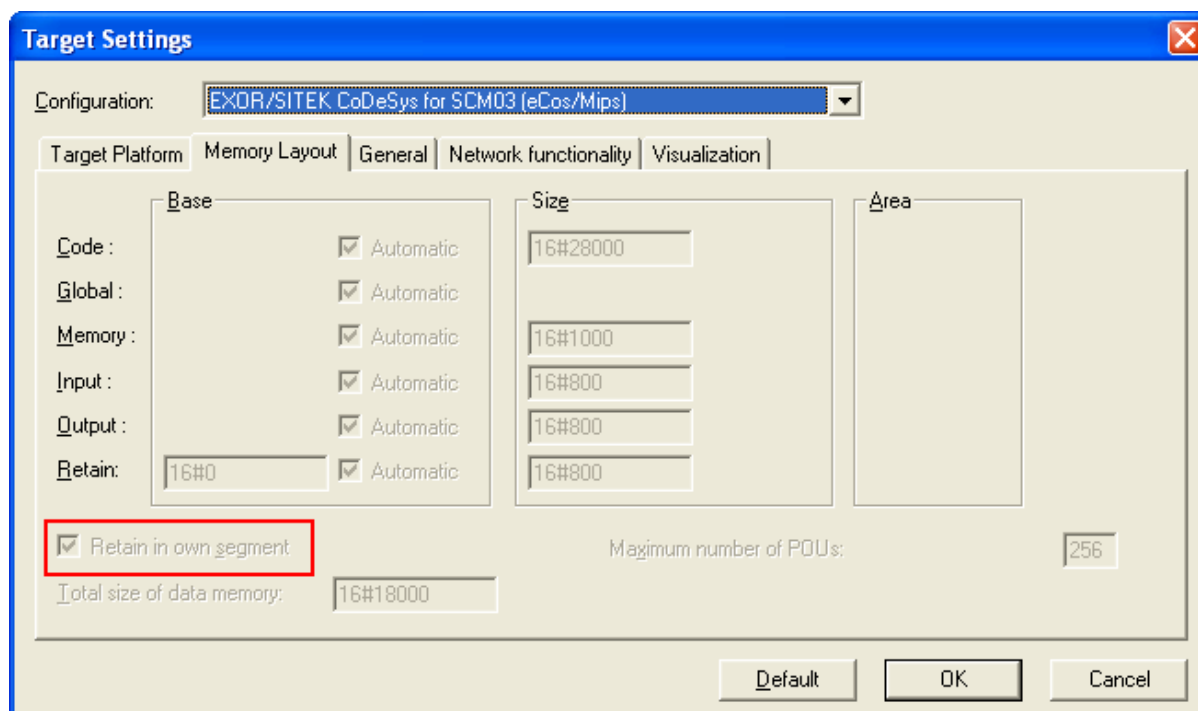 Target Settings
Configuration: EXOR/SITEK CoDeSys for SCM03 (eCos/Mips)
Target Platform Memory Layout General Network functionality Visualization
Base Size Area
Code : Automatic 16#28000
Global : Automatic
Memory : Automatic 16#1000
Input : Automatic 16#800
Output : Automatic 16#800
Retain: 16#0 Automatic 16#800
Retain in own segment Maximum number of POUs: 256
Total size of data memory: 16#18000
Default OK Cancel